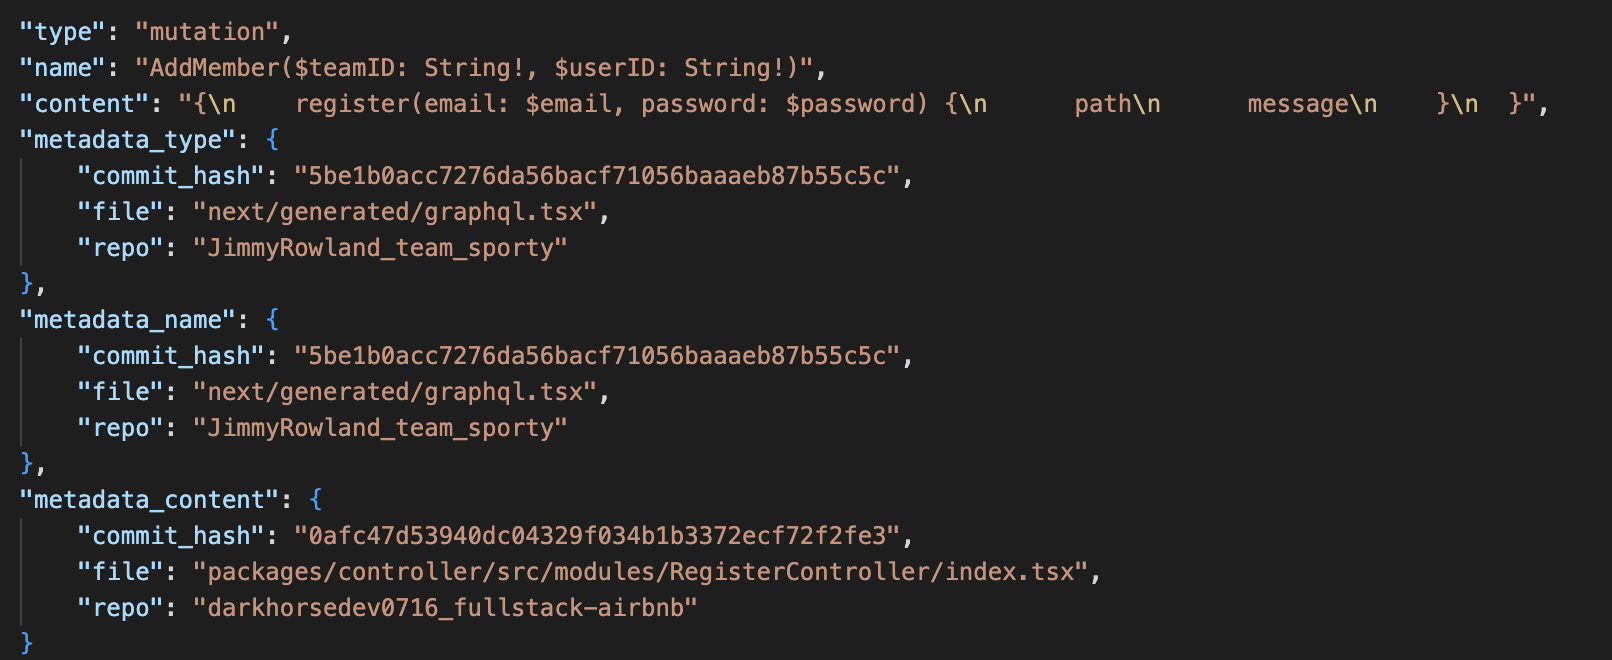 "type": "mutation",
"name": "AddMember($teamID: String!, $userID: String!)",
"content": "{\n    register(email: $email, password: $password) {\n      path\n      message\n    }\n  }",
"metadata_type": {
    "commit_hash": "5be1b0acc7276da56bacf71056baaaeb87b55c5c",
    "file": "next/generated/graphql.tsx",
    "repo": "JimmyRowland_team_sporty"
},
"metadata_name": {
    "commit_hash": "5be1b0acc7276da56bacf71056baaaeb87b55c5c",
    "file": "next/generated/graphql.tsx",
    "repo": "JimmyRowland_team_sporty"
},
"metadata_content": {
    "commit_hash": "0afc47d53940dc04329f034b1b3372ecf72f2fe3",
    "file": "packages/controller/src/modules/RegisterController/index.tsx",
    "repo": "darkhorsedev0716_fullstack-airbnb"
}